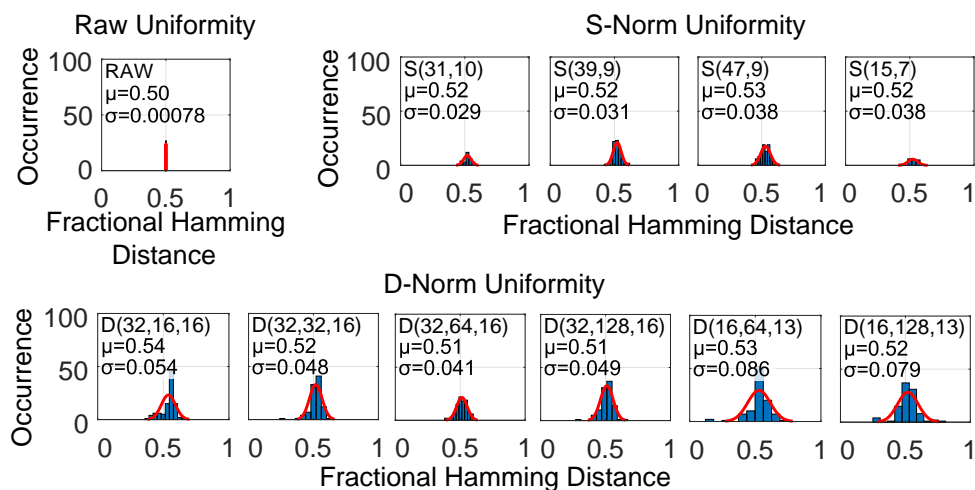 Raw Uniformity
Occurrence
100
50
0
RAW
μ=0.50
σ=0.00078
0 0.5 1
Fractional Hamming
Distance
S-Norm Uniformity
Occurrence
100
50
0
S(31,10)
μ=0.52
σ=0.029
0 0.5 1
S(39,9)
μ=0.52
σ=0.031
0 0.5 1
S(47,9)
μ=0.53
σ=0.038
0 0.5 1
S(15,7)
μ=0.52
σ=0.038
0 0.5 1
Fractional Hamming Distance
D-Norm Uniformity
Occurrence
100
50
0
D(32,16,16)
μ=0.54
σ=0.054
0 0.5 1
D(32,32,16)
μ=0.52
σ=0.048
0 0.5 1
D(32,64,16)
μ=0.51
σ=0.041
0 0.5 1
D(32,128,16)
μ=0.51
σ=0.049
0 0.5 1
D(16,64,13)
μ=0.53
σ=0.086
0 0.5 1
D(16,128,13)
μ=0.52
σ=0.079
0 0.5 1
Fractional Hamming Distance